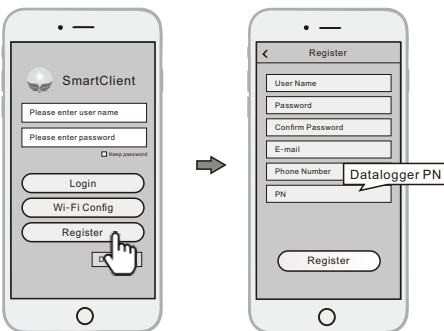 SmartClient
Please enter user name
Please enter password
Keep password
Login
Wi-Fi Config
Register
Register
User Name
Password
Confirm Password
E-mail
Phone Number
Datalogger PN
PN
Register